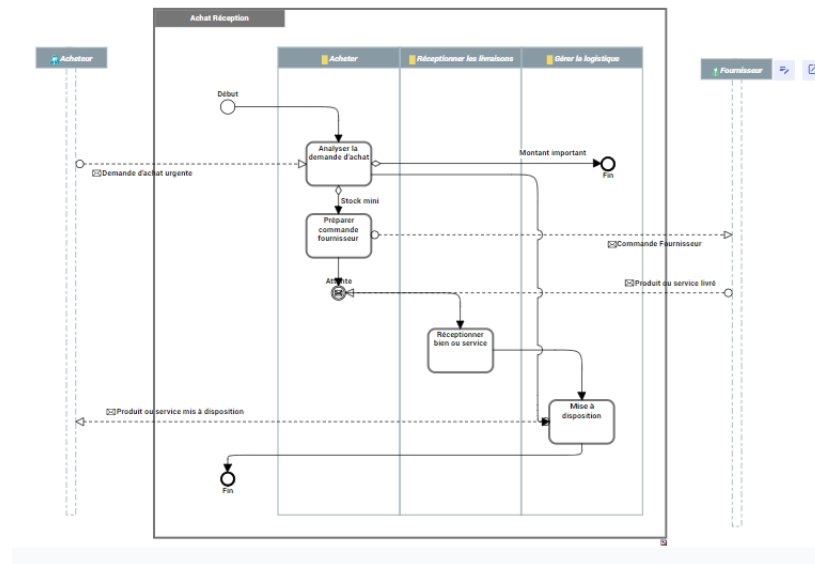 Achat Réception
Acheteur
Acheter
Réceptionner les livraisons
Gérer la logistique
Fournisseur
Début
Analyser la
demande d'achat
Montant important
Fin
Demande d'achat urgente
Stock mini
Préparer
commande
fournisseur
Commande Fournisseur
Attente
Produit ou service livré
Réceptionner
bien ou service
Produit ou service mis à disposition
Mise à
disposition
Fin